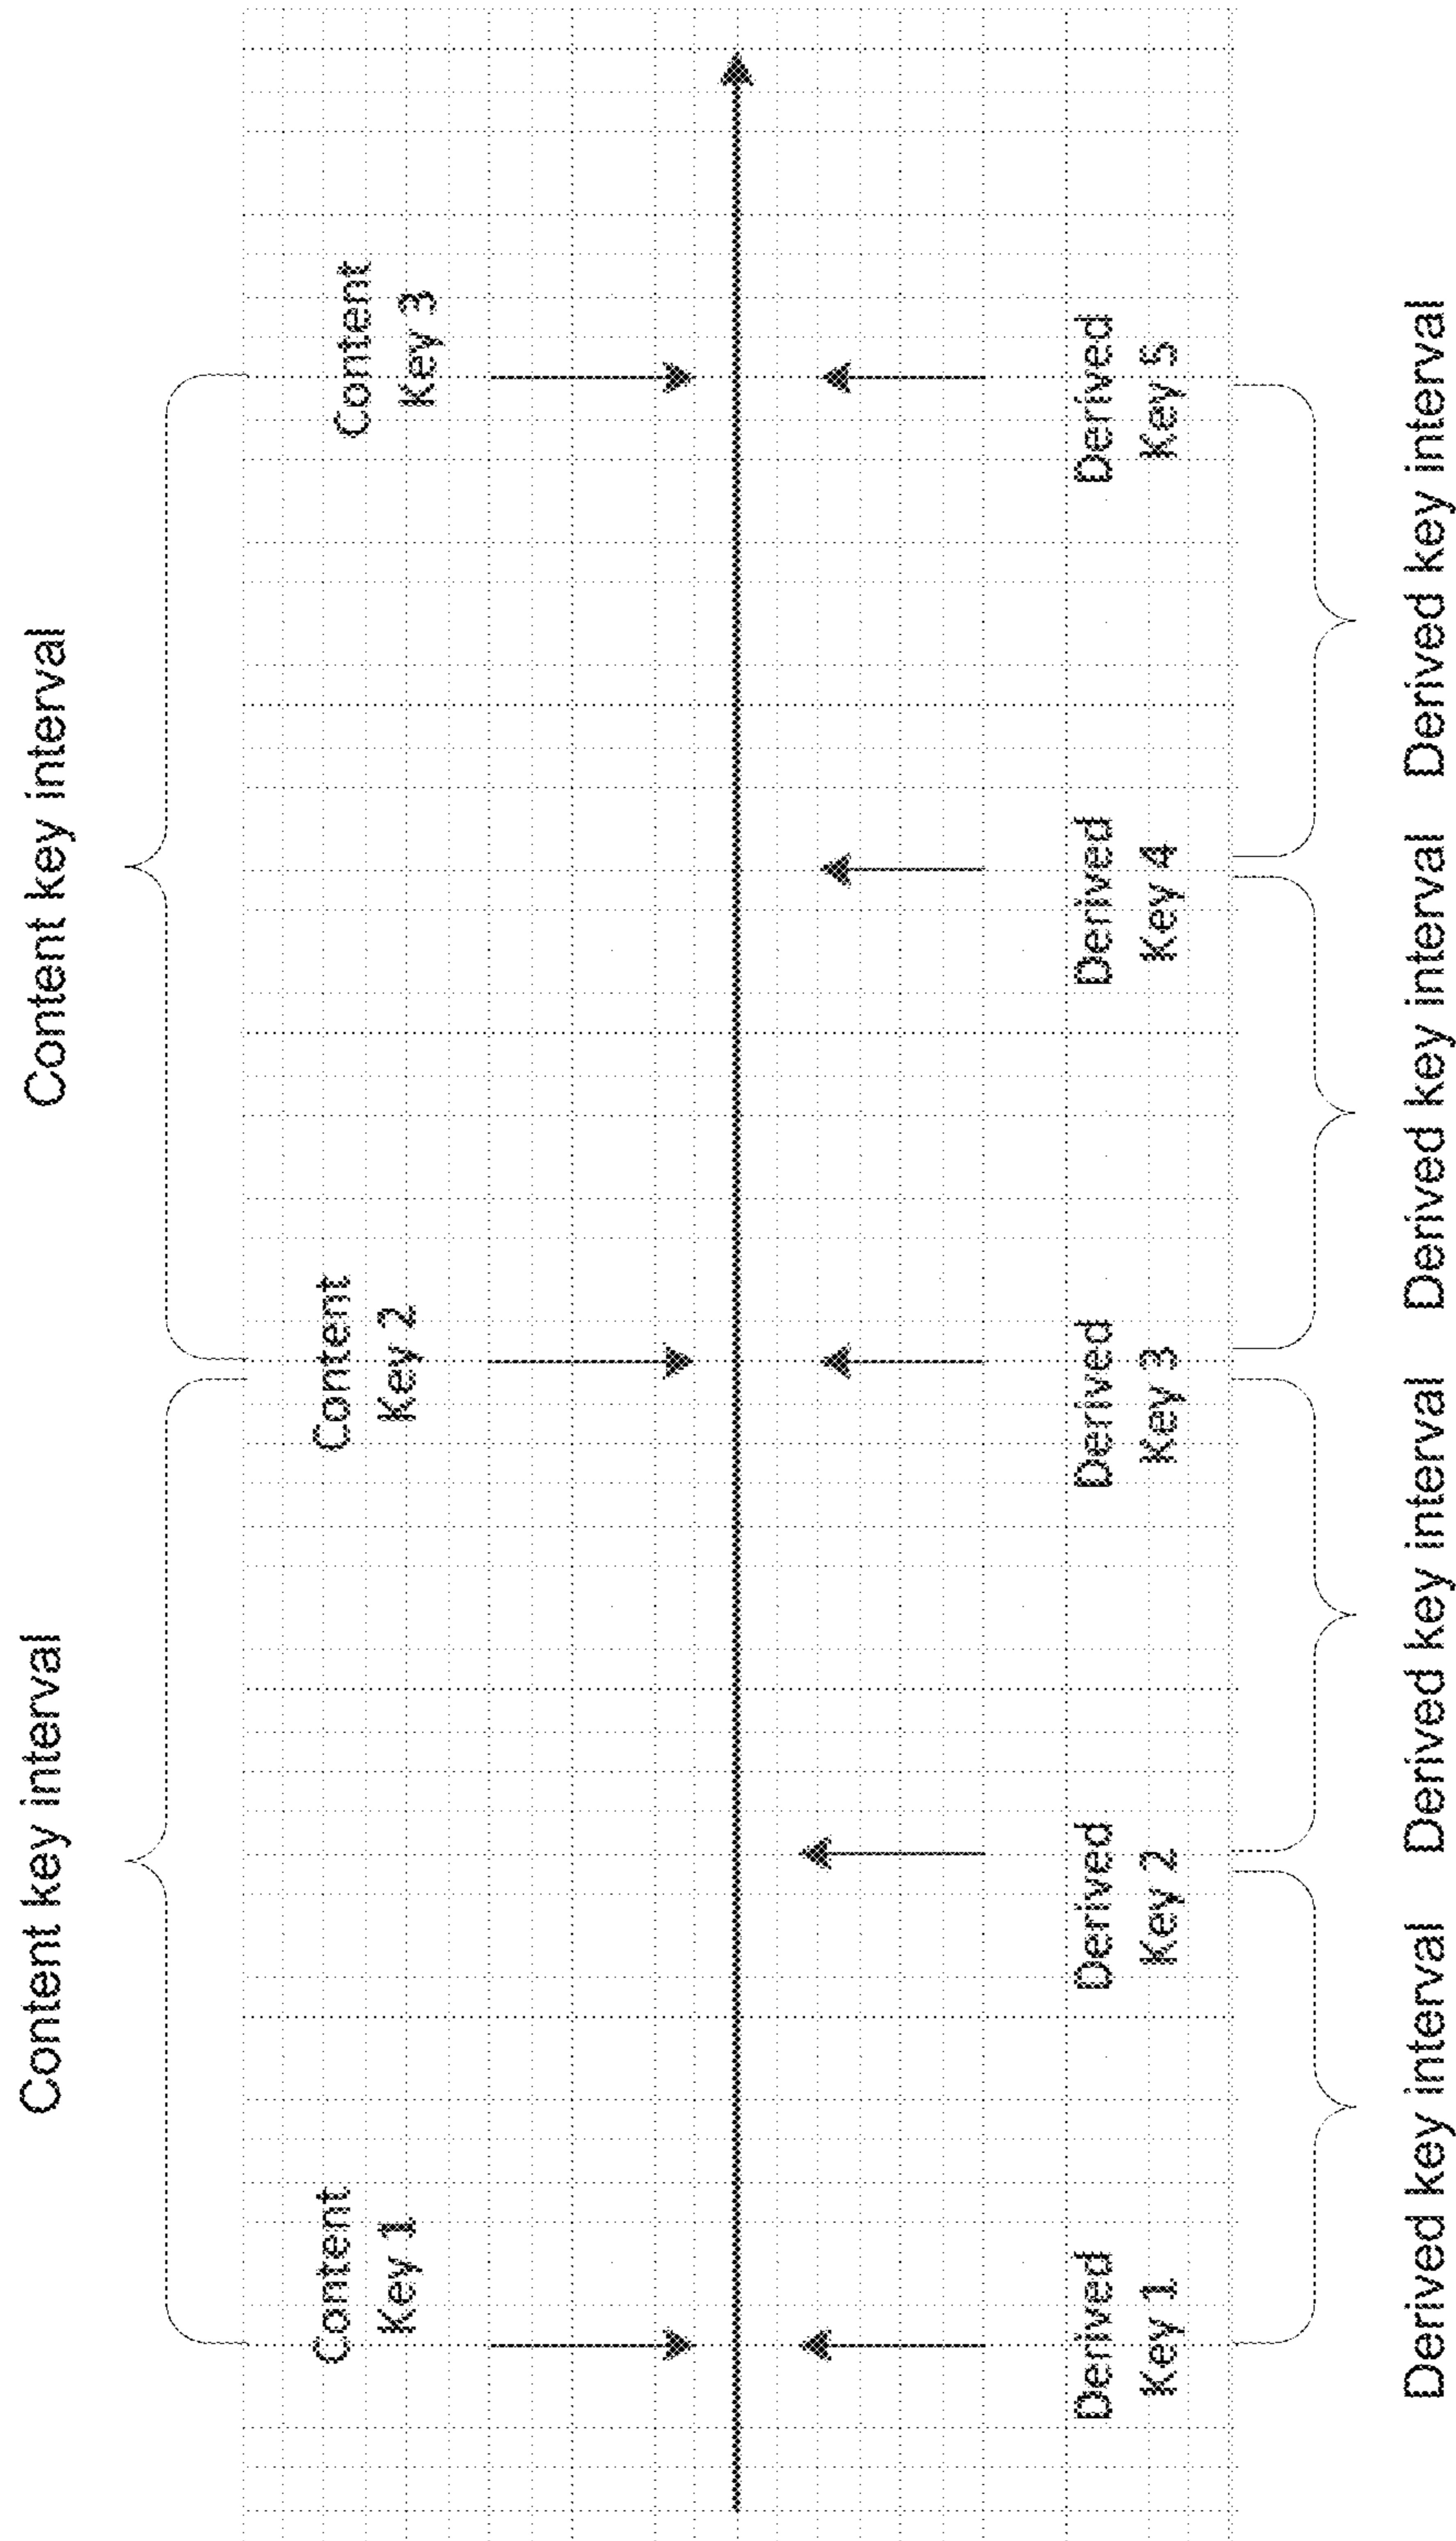 Content key interval
Content key interval
Content
Key 1
Content
Key 2
Content
Key 3
Derived
Key 1
Derived
Key 2
Derived
Key 3
Derived
Key 4
Derived
Key 5
Derived key interval
Derived key interval
Derived key interval
Derived key interval